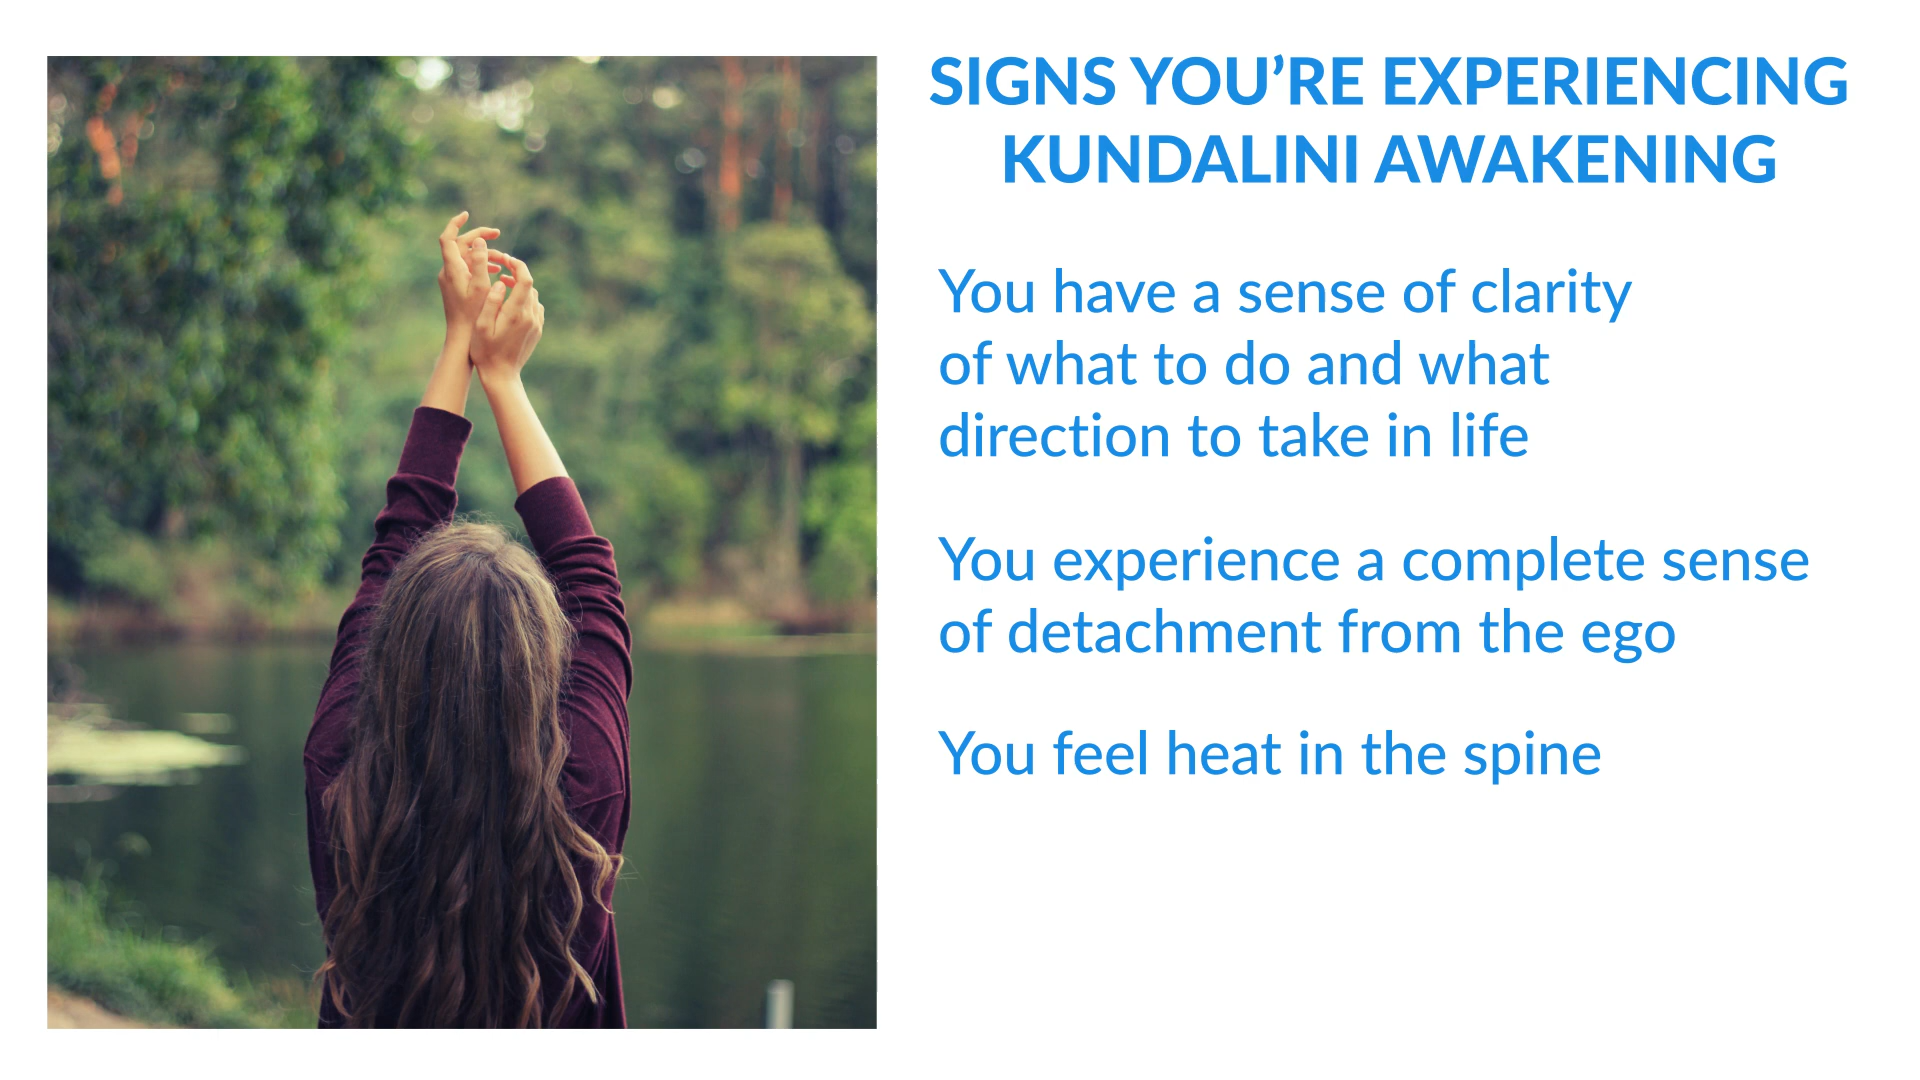 SIGNS YOU’RE EXPERIENCING
KUNDALINI AWAKENING
You have a sense of clarity
of what to do and what
direction to take in life
You experience a complete sense
of detachment from the ego
You feel heat in the spine